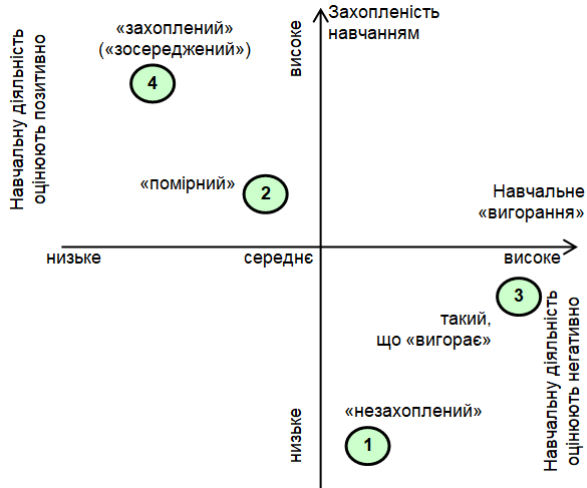 Захопленість
навчанням
«захоплений»
(«зосереджений»)
високе
Навчальну діяльність
оцінюють позитивно
4
«помірний»
2
Навчальне
«вигорання»
низьке
середнє
високе
3
такий,
що «вигорає»
Навчальну діяльність
оцінюють негативно
«незахоплений»
1
низьке